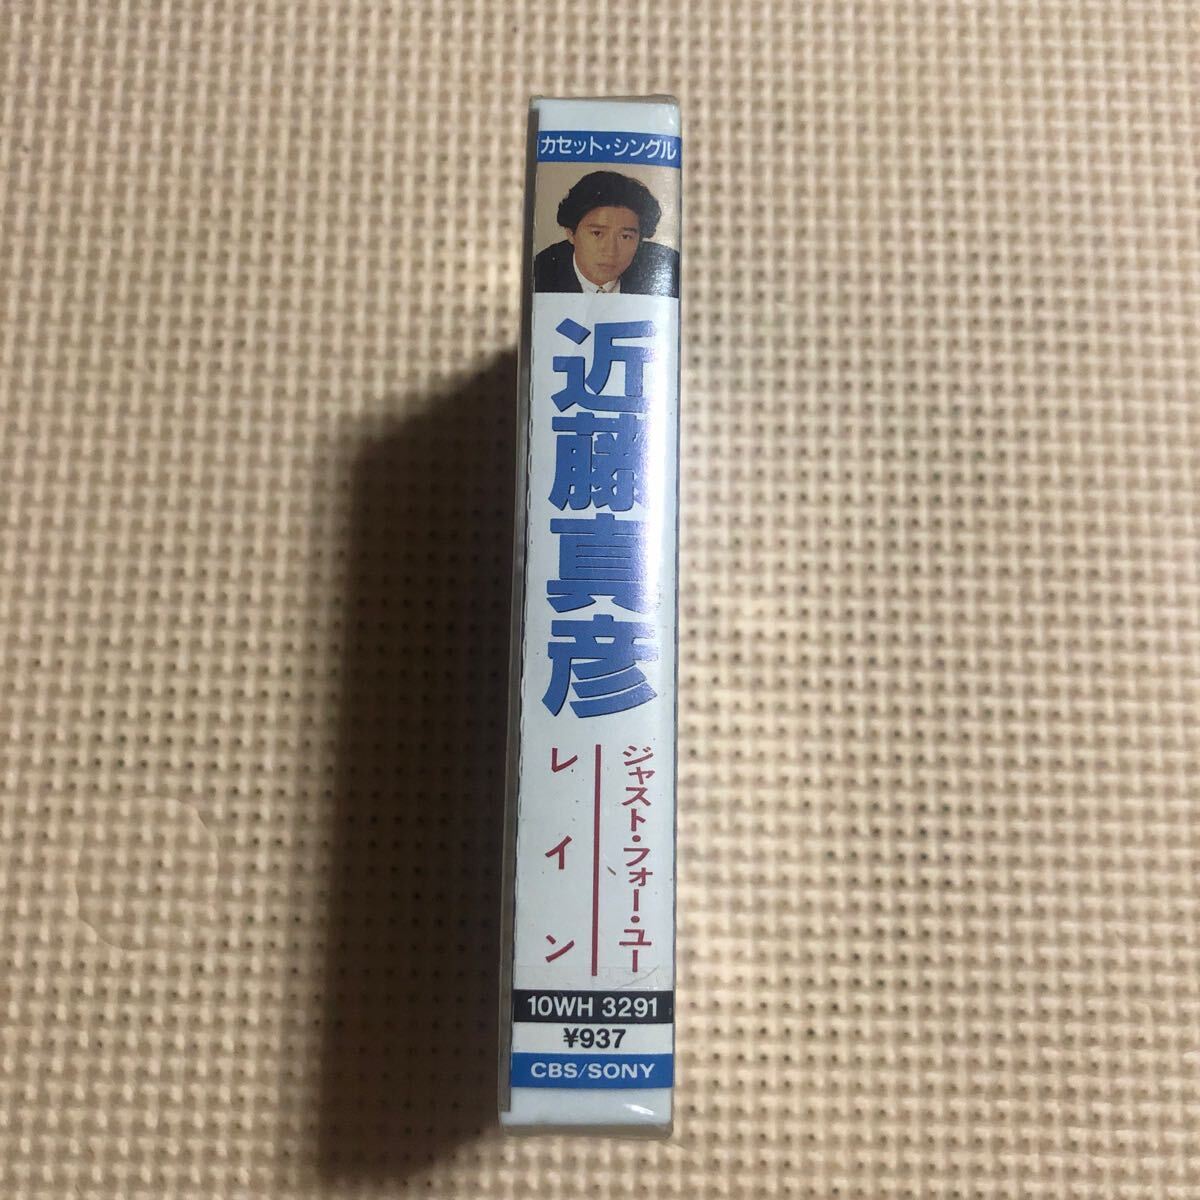 カセット・シングル
近藤真彦
ジャスト・フォー・ユー
レイン
10WH 3291
¥937
CBS/SONY